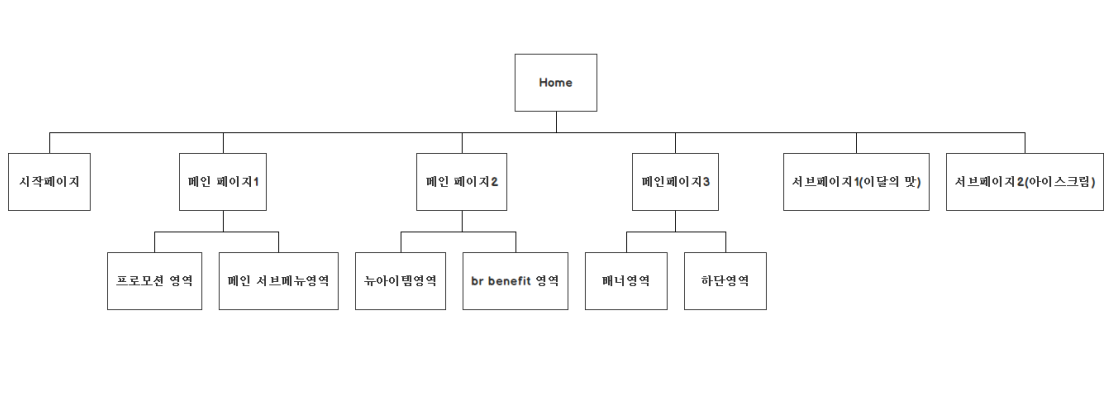 Home
시작페이지
메인 페이지1
메인 페이지2
메인페이지3
서브페이지1(이달의 맛)
서브페이지2(아이스크림)
프로모션 영역
메인 서브메뉴영역
뉴아이템영역
br benefit 영역
배너영역
하단영역